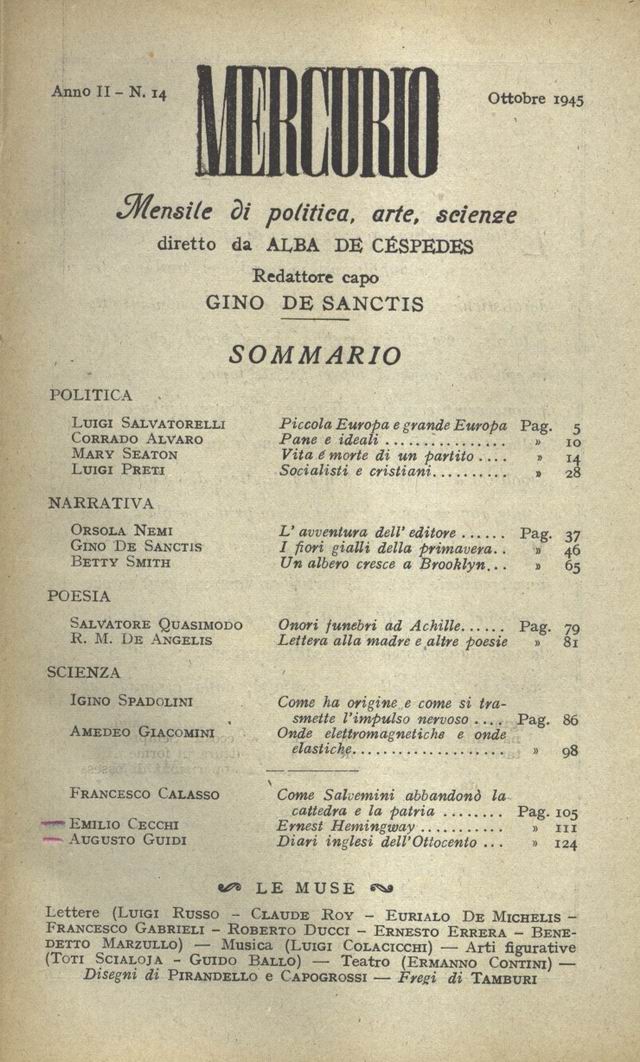 Anno II – N. 14
MERCURIO
Ottobre 1945
Mensile di politica, arte, scienze
diretto da ALBA DE CÉSPEDES
Redattore capo
GINO DE SANCTIS
SOMMARIO
POLITICA
LUIGI SALVATORELLI Piccola Europa e grande Europa Pag. 5
CORRADO ALVARO Pane e ideali ............... » 10
MARY SEATON Vita e morte di un partito .... » 14
LUIGI PRETI Socialisti e cristiani.......... » 28
NARRATIVA
ORSOLA NEMI L' avventura dell' editore ...... Pag. 37
GINO DE SANCTIS I fiori gialli della primavera.. » 46
BETTY SMITH Un albero cresce a Brooklyn... » 65
POESIA
SALVATORE QUASIMODO Onori funebri ad Achille...... Pag. 79
R. M. DE ANGELIS Lettera alla madre e altre poesie » 81
SCIENZA
IGINO SPADOLINI Come ha origine e come si tra-
smette l'impulso nervoso .... Pag. 86
AMEDEO GIACOMINI Onde elettromagnetiche e onde
elastiche................... » 98
FRANCESCO CALASSO Come Salvemini abbandonò la
cattedra e la patria ........ Pag. 105
EMILIO CECCHI Ernest Hemingway ........... » 111
AUGUSTO GUIDI Diari inglesi dell'Ottocento ... » 124
LE MUSE
Lettere (LUIGI RUSSO – CLAUDE ROY – EURIALO DE MICHELIS –
FRANCESCO GABRIELI – ROBERTO DUCCI – ERNESTO ERRERA – BENE-
DETTO MARZULLO) — Musica (LUIGI COLACICCHI) — Arti figurative
(TOTI SCIALOJA – GUIDO BALLO) — Teatro (ERMANNO CONTINI) —
Disegni di PIRANDELLO e CAPOGROSSI — Fregi di TAMBURI